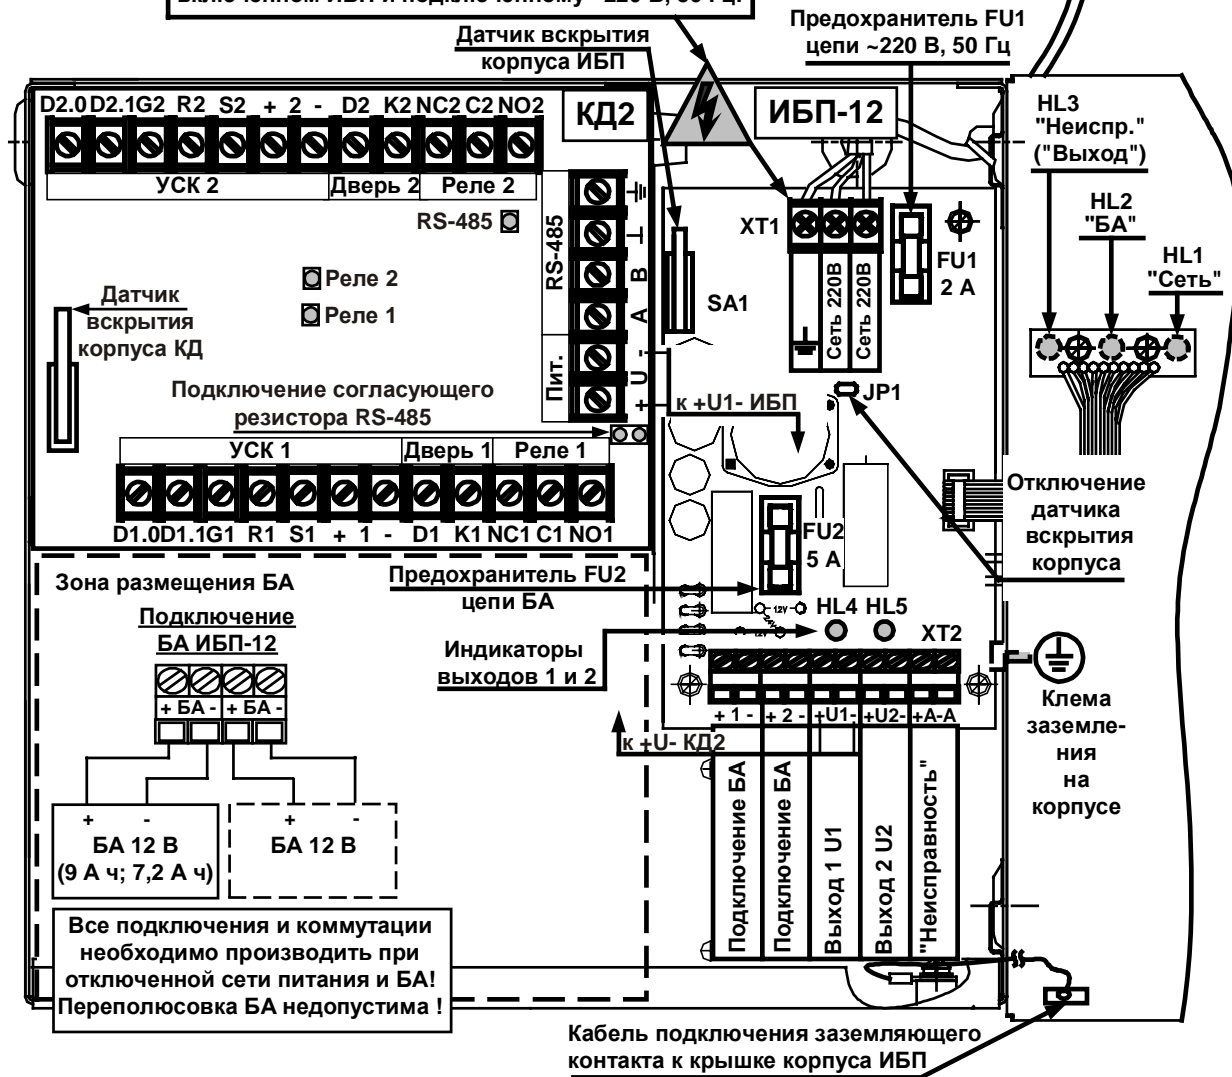 Датчик вскрытия
корпуса ИБП
Предохранитель FU1
цепи ~220 В, 50 Гц
D2.0 D2.1 G2 R2 S2 + 2 - D2 K2 NC2 C2 NO2
КД2
ИБП-12
HL3
"Неиспр."
("Выход")
HL2
"БА"
HL1
"Сеть"
УСК 2
Дверь 2
Реле 2
RS-485
RS-485
⊥ B A
Пит.
- U +
Реле 2
Реле 1
Датчик
вскрытия
корпуса КД
XT1
SA1
Сеть 220В
Сеть 220В
FU1
2 А
JP1
Подключение согласующего
резистора RS-485
к +U1- ИБП
УСК 1
Дверь 1
Реле 1
D1.0 D1.1 G1 R1 S1 + 1 - D1 K1 NC1 C1 NO1
Отключение
датчика
вскрытия
корпуса
FU2
5 А
Предохранитель FU2
цепи БА
12V
24V
12V
HL4 HL5
XT2
Индикаторы
выходов 1 и 2
Зона размещения БА
Подключение
БА ИБП-12
+ БА - + БА -
+ -
БА 12 В
(9 А ч; 7,2 А ч)
+ -
БА 12 В
+ 1 - + 2 - +U1- +U2- +A-A
к +U- КД2
Подключение БА
Подключение БА
Выход 1 U1
Выход 2 U2
"Неисправность"
Клема
заземле-
ния
на
корпусе
Все подключения и коммутации
необходимо производить при
отключенной сети питания и БА!
Переполюсовка БА недопустима !
Кабель подключения заземляющего
контакта к крышке корпуса ИБП